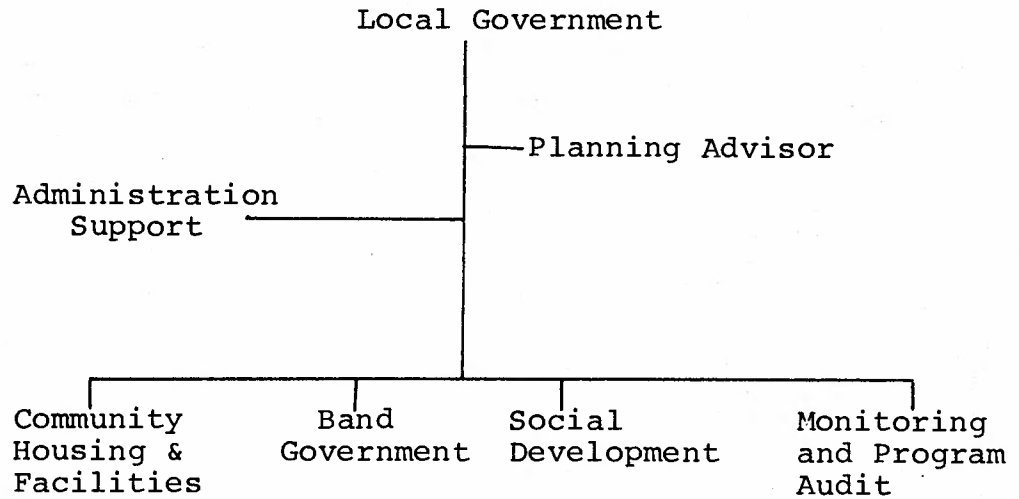 Local Government
Planning Advisor
Administration
Support
Community
Housing &
Facilities
Band
Government
Social
Development
Monitoring
and Program
Audit